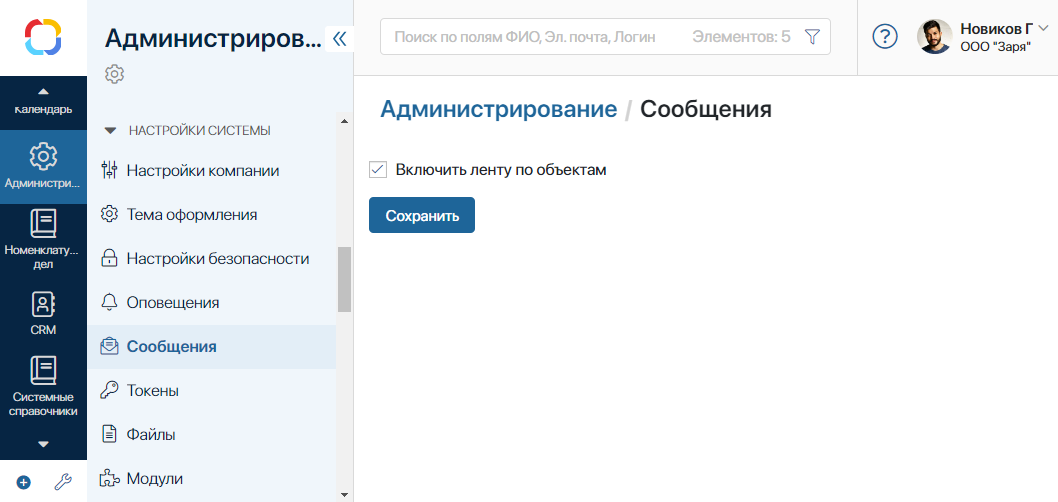 календарь
Администри...
Номенклату...
дел
CRM
Системные
справочники
Администриров...
НАСТРОЙКИ СИСТЕМЫ
Настройки компании
Тема оформления
Настройки безопасности
Оповещения
Сообщения
Токены
Файлы
Модули
Поиск по полям ФИО, Эл. почта, Логин Элементов: 5
?
Новиков Г
ООО "Заря"
Администрирование / Сообщения
Включить ленту по объектам
Сохранить